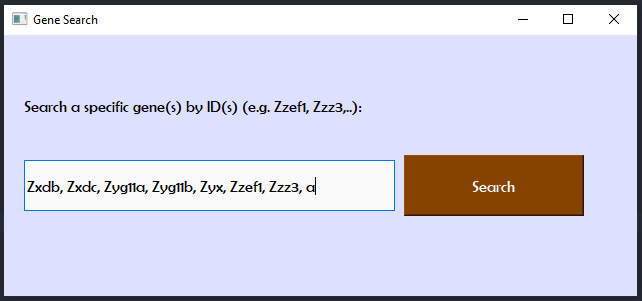 Gene Search
Search a specific gene(s) by ID(s) (e.g. Zzef1, Zzz3,..):
Zxdb, Zxdc, Zyg11a, Zyg11b, Zyx, Zzef1, Zzz3, a
Search